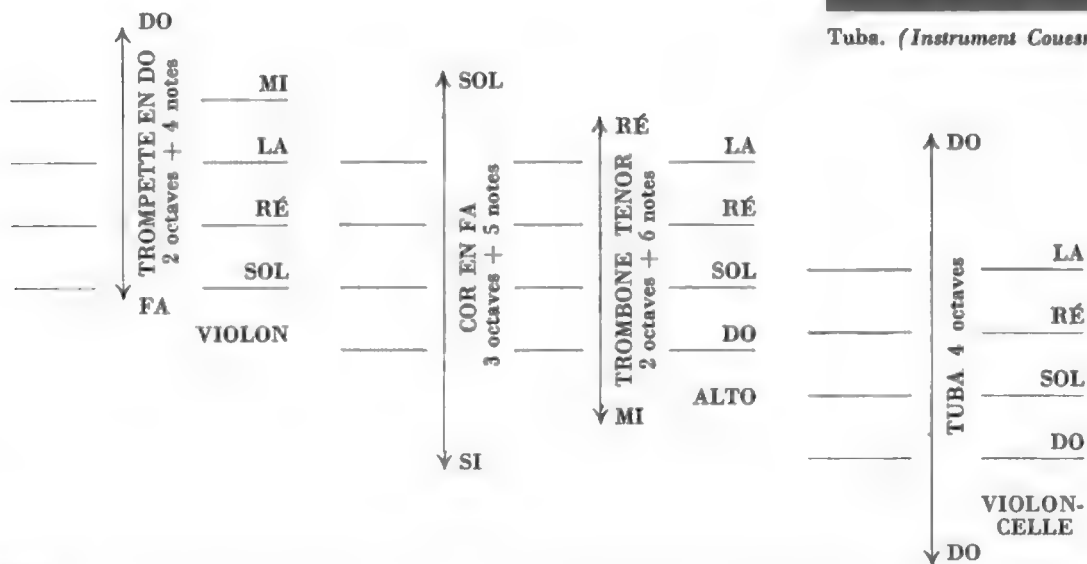 Tuba. (Instrument Coues
DO
TROMPETTE EN DO
2 octaves + 4 notes
FA
MI
LA
RÉ
SOL
VIOLON
SOL
COR EN FA
3 octaves + 5 notes
SI
RÉ
TROMBONE TENOR
2 octaves + 6 notes
MI
LA
RÉ
SOL
DO
ALTO
DO
TUBA 4 octaves
DO
LA
RÉ
SOL
DO
VIOLON-
CELLE